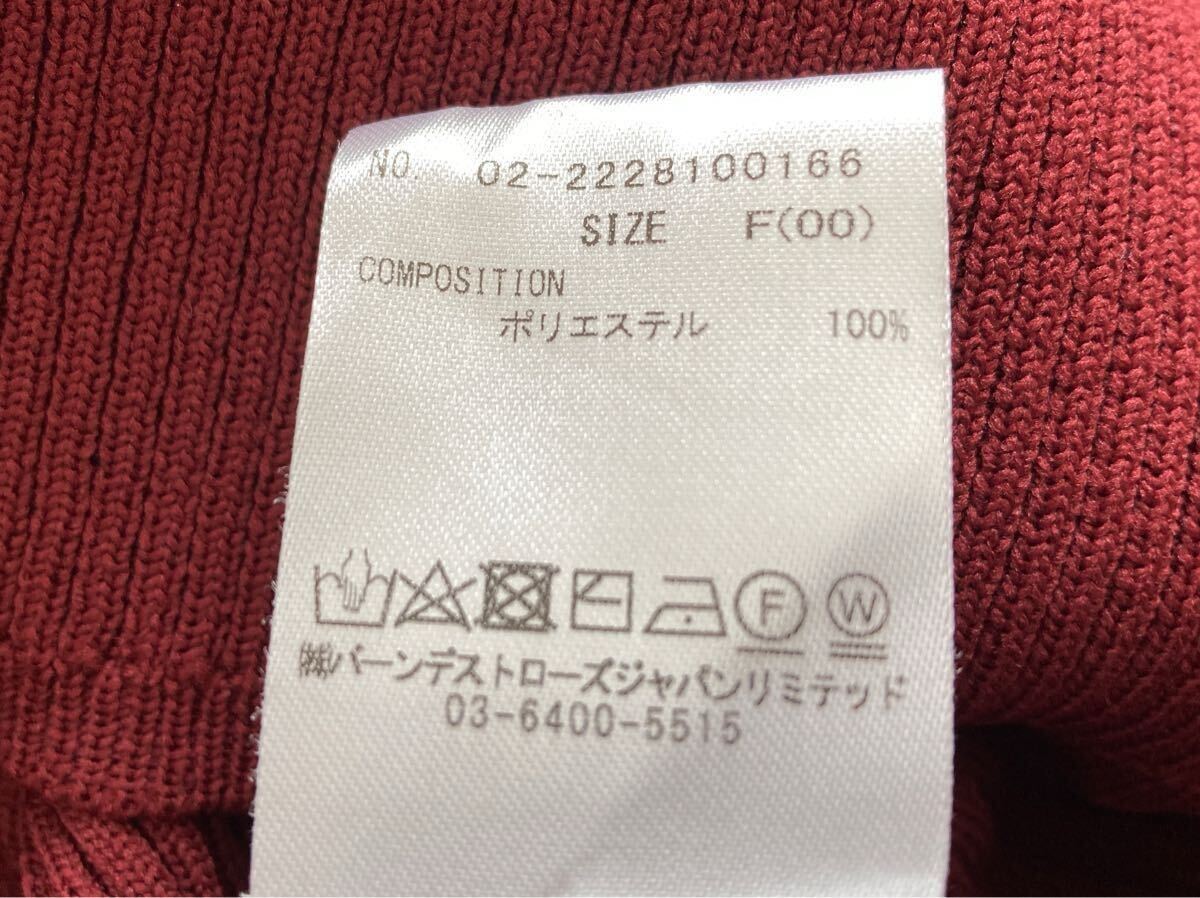 NO. 02-2228100166
SIZE F(00)
COMPOSITION
ポリエステル 100%
F W
㈱バーンデストローズジャパンリミテッド
03-6400-5515